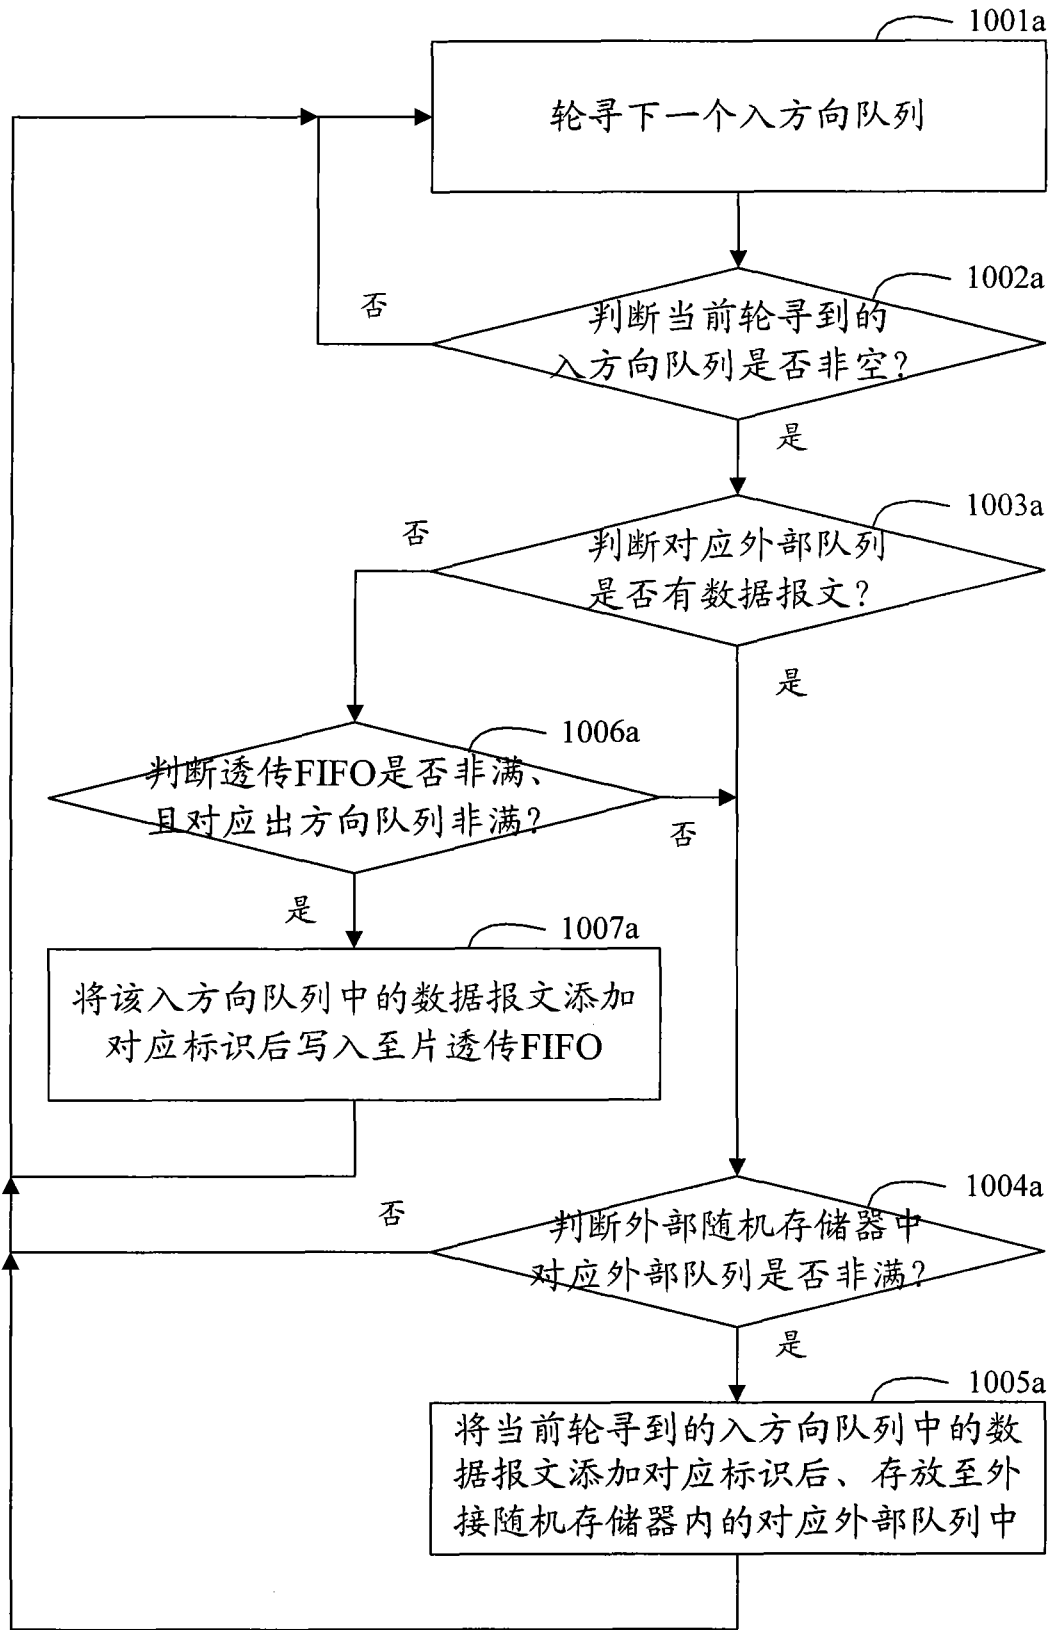 1001a
轮寻下一个入方向队列
1002a
否
判断当前轮寻到的
入方向队列是否非空?
是
1003a
否
判断对应外部队列
是否有数据报文?
是
1006a
判断透传FIFO是否非满、
且对应出方向队列非满?
否
是
1007a
将该入方向队列中的数据报文添加
对应标识后写入至片透传FIFO
1004a
否
判断外部随机存储器中
对应外部队列是否非满?
是
1005a
将当前轮寻到的入方向队列中的数
据报文添加对应标识后、存放至外
接随机存储器内的对应外部队列中